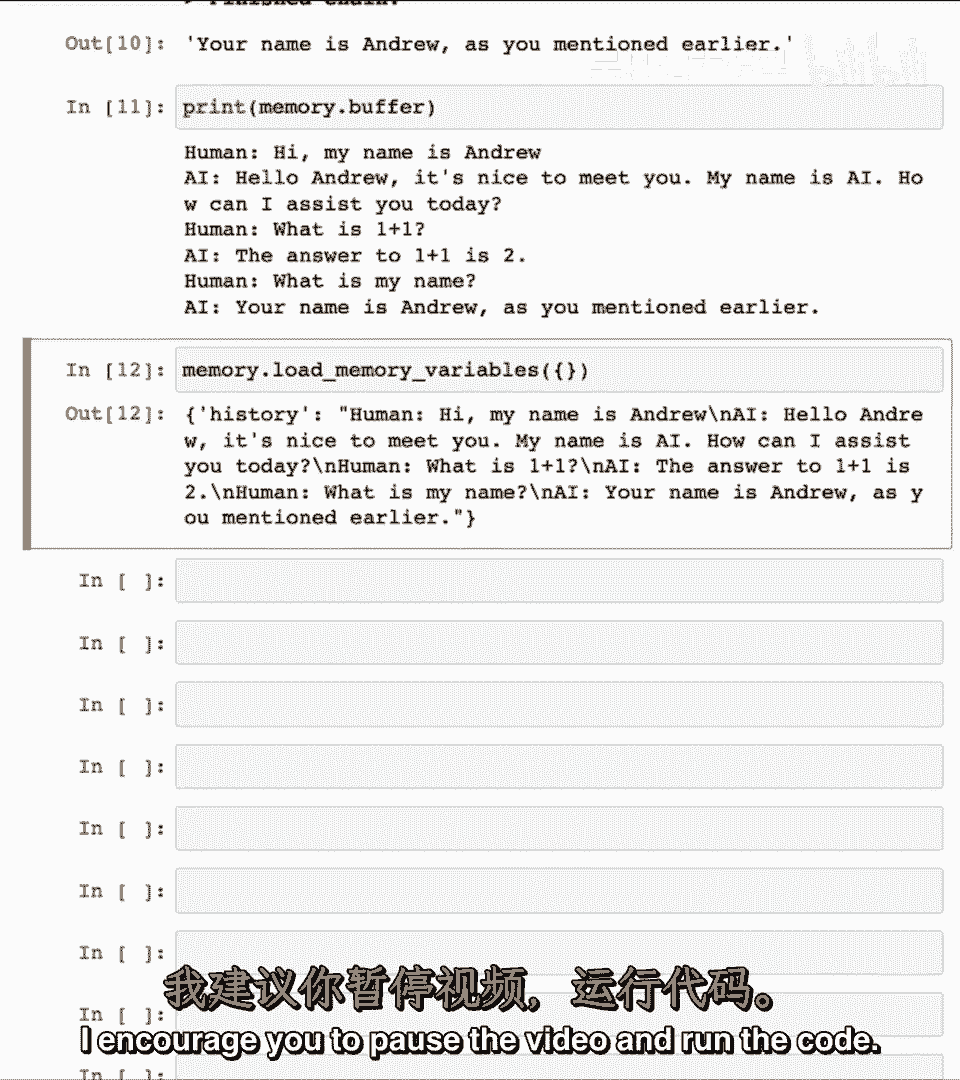 > Finished chain.
Out[10]: 'Your name is Andrew, as you mentioned earlier.'
In [11]: print(memory.buffer)
Human: Hi, my name is Andrew
AI: Hello Andrew, it's nice to meet you. My name is AI. Ho
w can I assist you today?
Human: What is 1+1?
AI: The answer to 1+1 is 2.
Human: What is my name?
AI: Your name is Andrew, as you mentioned earlier.
In [12]: memory.load_memory_variables({})
Out[12]: {'history': "Human: Hi, my name is Andrew\nAI: Hello Andre
w, it's nice to meet you. My name is AI. How can I assist
you today?\nHuman: What is 1+1?\nAI: The answer to 1+1 is
2.\nHuman: What is my name?\nAI: Your name is Andrew, as y
ou mentioned earlier."}
In [ ]:
In [ ]:
In [ ]:
In [ ]:
In [ ]:
In [ ]:
In [ ]:
我建议你暂停视频，运行代码。
In [ ]:
I encourage you to pause the video and run the code.
In [ ]: